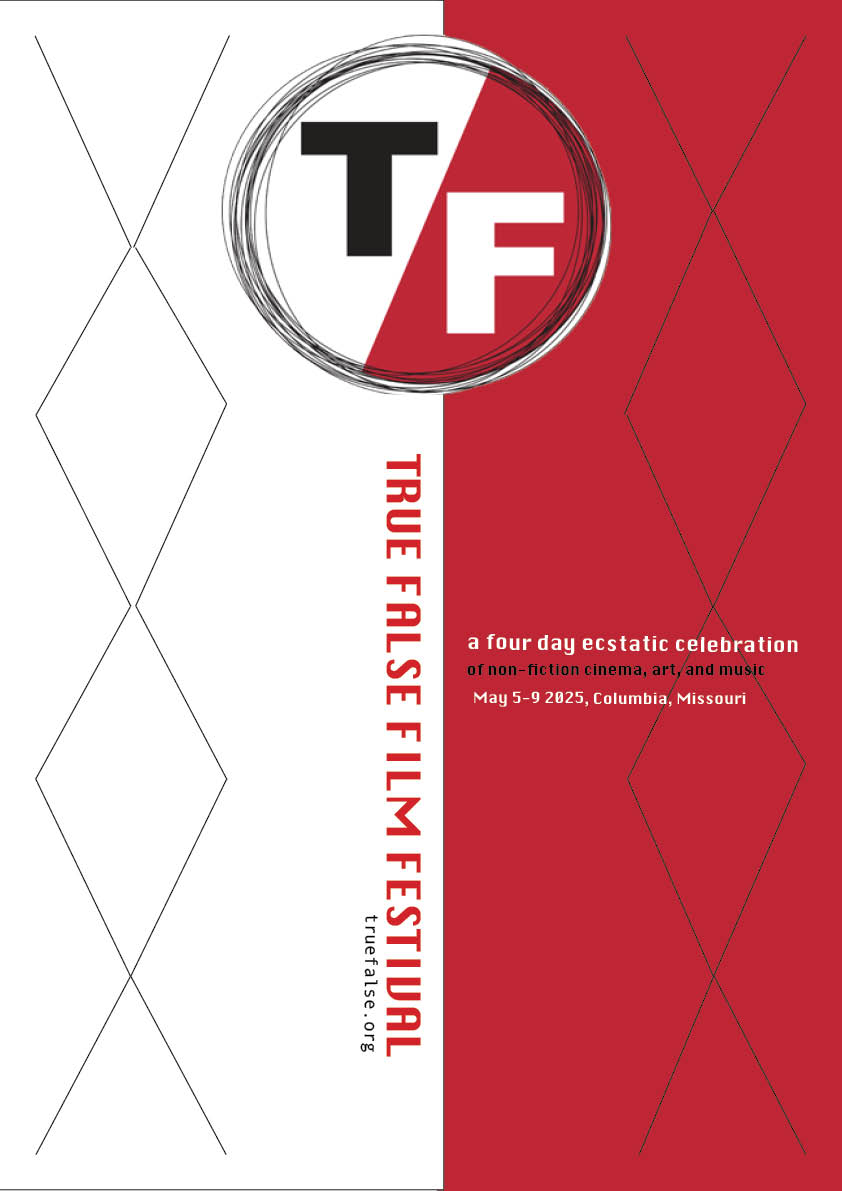 T
F
TRUE FALSE FILM FESTIVAL
truefalse.org
a four day ecstatic celebration
of non-fiction cinema, art, and music
May 5-9 2025, Columbia, Missouri